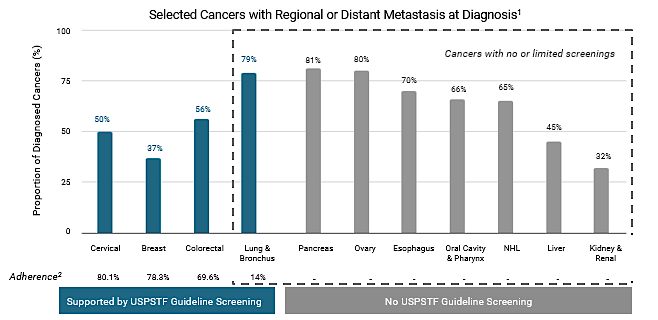 Selected Cancers with Regional or Distant Metastasis at Diagnosis1
Proportion of Diagnosed Cancers (%)
100
75
50
25
0
Cancers with no or limited screenings
50%
37%
56%
79%
81%
80%
70%
66%
65%
45%
32%
Cervical
Breast
Colorectal
Lung &
Bronchus
Pancreas
Ovary
Esophagus
Oral Cavity
& Pharynx
NHL
Liver
Kidney &
Renal
Adherence2 80.1% 78.3% 69.6% 14% - - - - - - -
Supported by USPSTF Guideline Screening
No USPSTF Guideline Screening